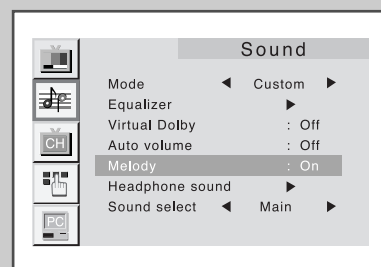 Sound
Mode ◀ Custom ▶
Equalizer ▶
Virtual Dolby : Off
Auto volume : Off
Melody : On
Headphone sound ▶
Sound select ◀ Main ▶
CH
PC